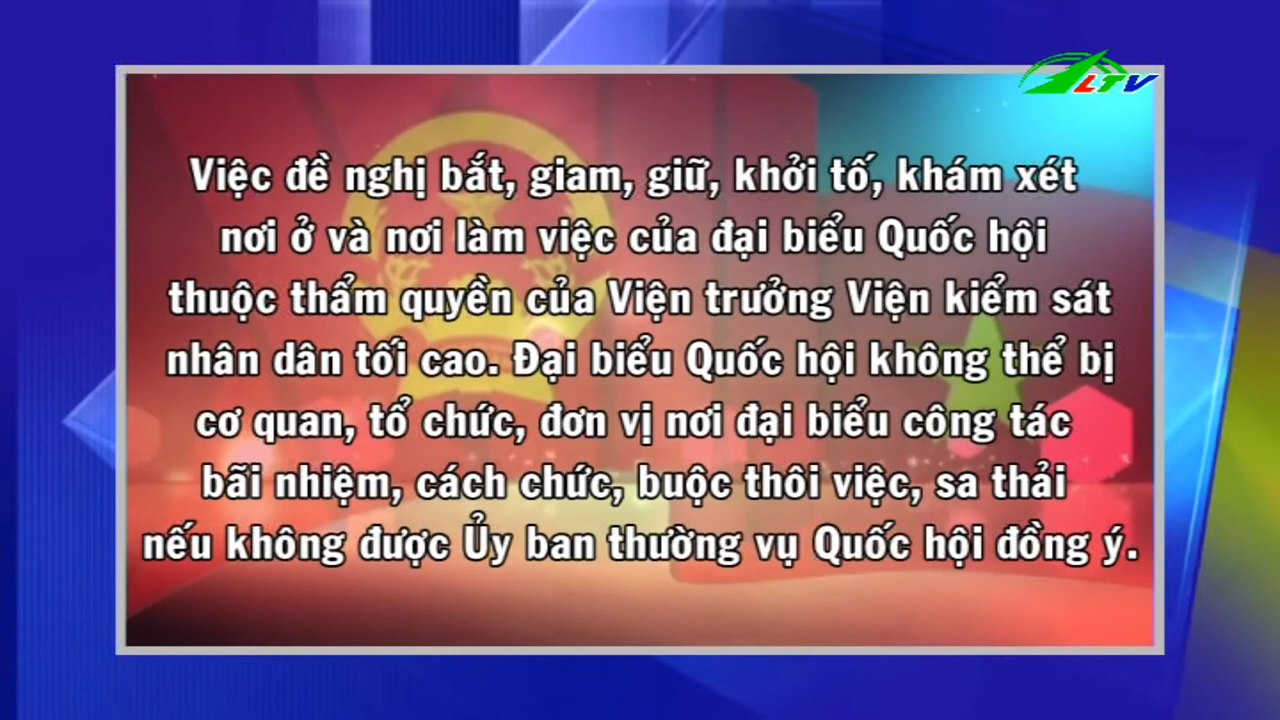 LTV
Việc đề nghị bắt, giam, giữ, khởi tố, khám xét
nơi ở và nơi làm việc của đại biểu Quốc hội
thuộc thẩm quyền của Viện trưởng Viện kiểm sát
nhân dân tối cao. Đại biểu Quốc hội không thể bị
cơ quan, tổ chức, đơn vị nơi đại biểu công tác
bãi nhiệm, cách chức, buộc thôi việc, sa thải
nếu không được Ủy ban thường vụ Quốc hội đồng ý.